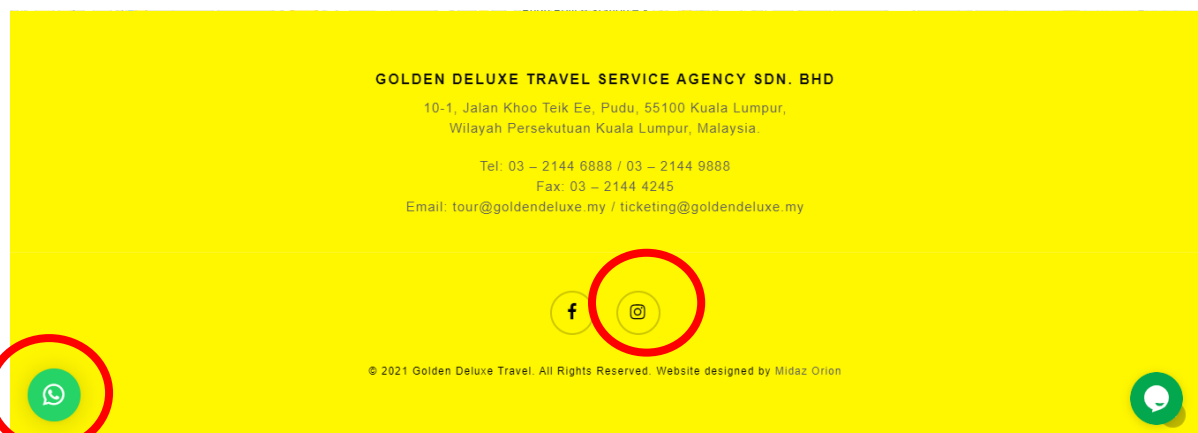 GOLDEN DELUXE TRAVEL SERVICE AGENCY SDN. BHD
10-1, Jalan Khoo Teik Ee, Pudu, 55100 Kuala Lumpur,
Wilayah Persekutuan Kuala Lumpur, Malaysia.
Tel: 03 – 2144 6888 / 03 – 2144 9888
Fax: 03 – 2144 4245
Email: tour@goldendeluxe.my / ticketing@goldendeluxe.my
© 2021 Golden Deluxe Travel. All Rights Reserved. Website designed by Midaz Orion